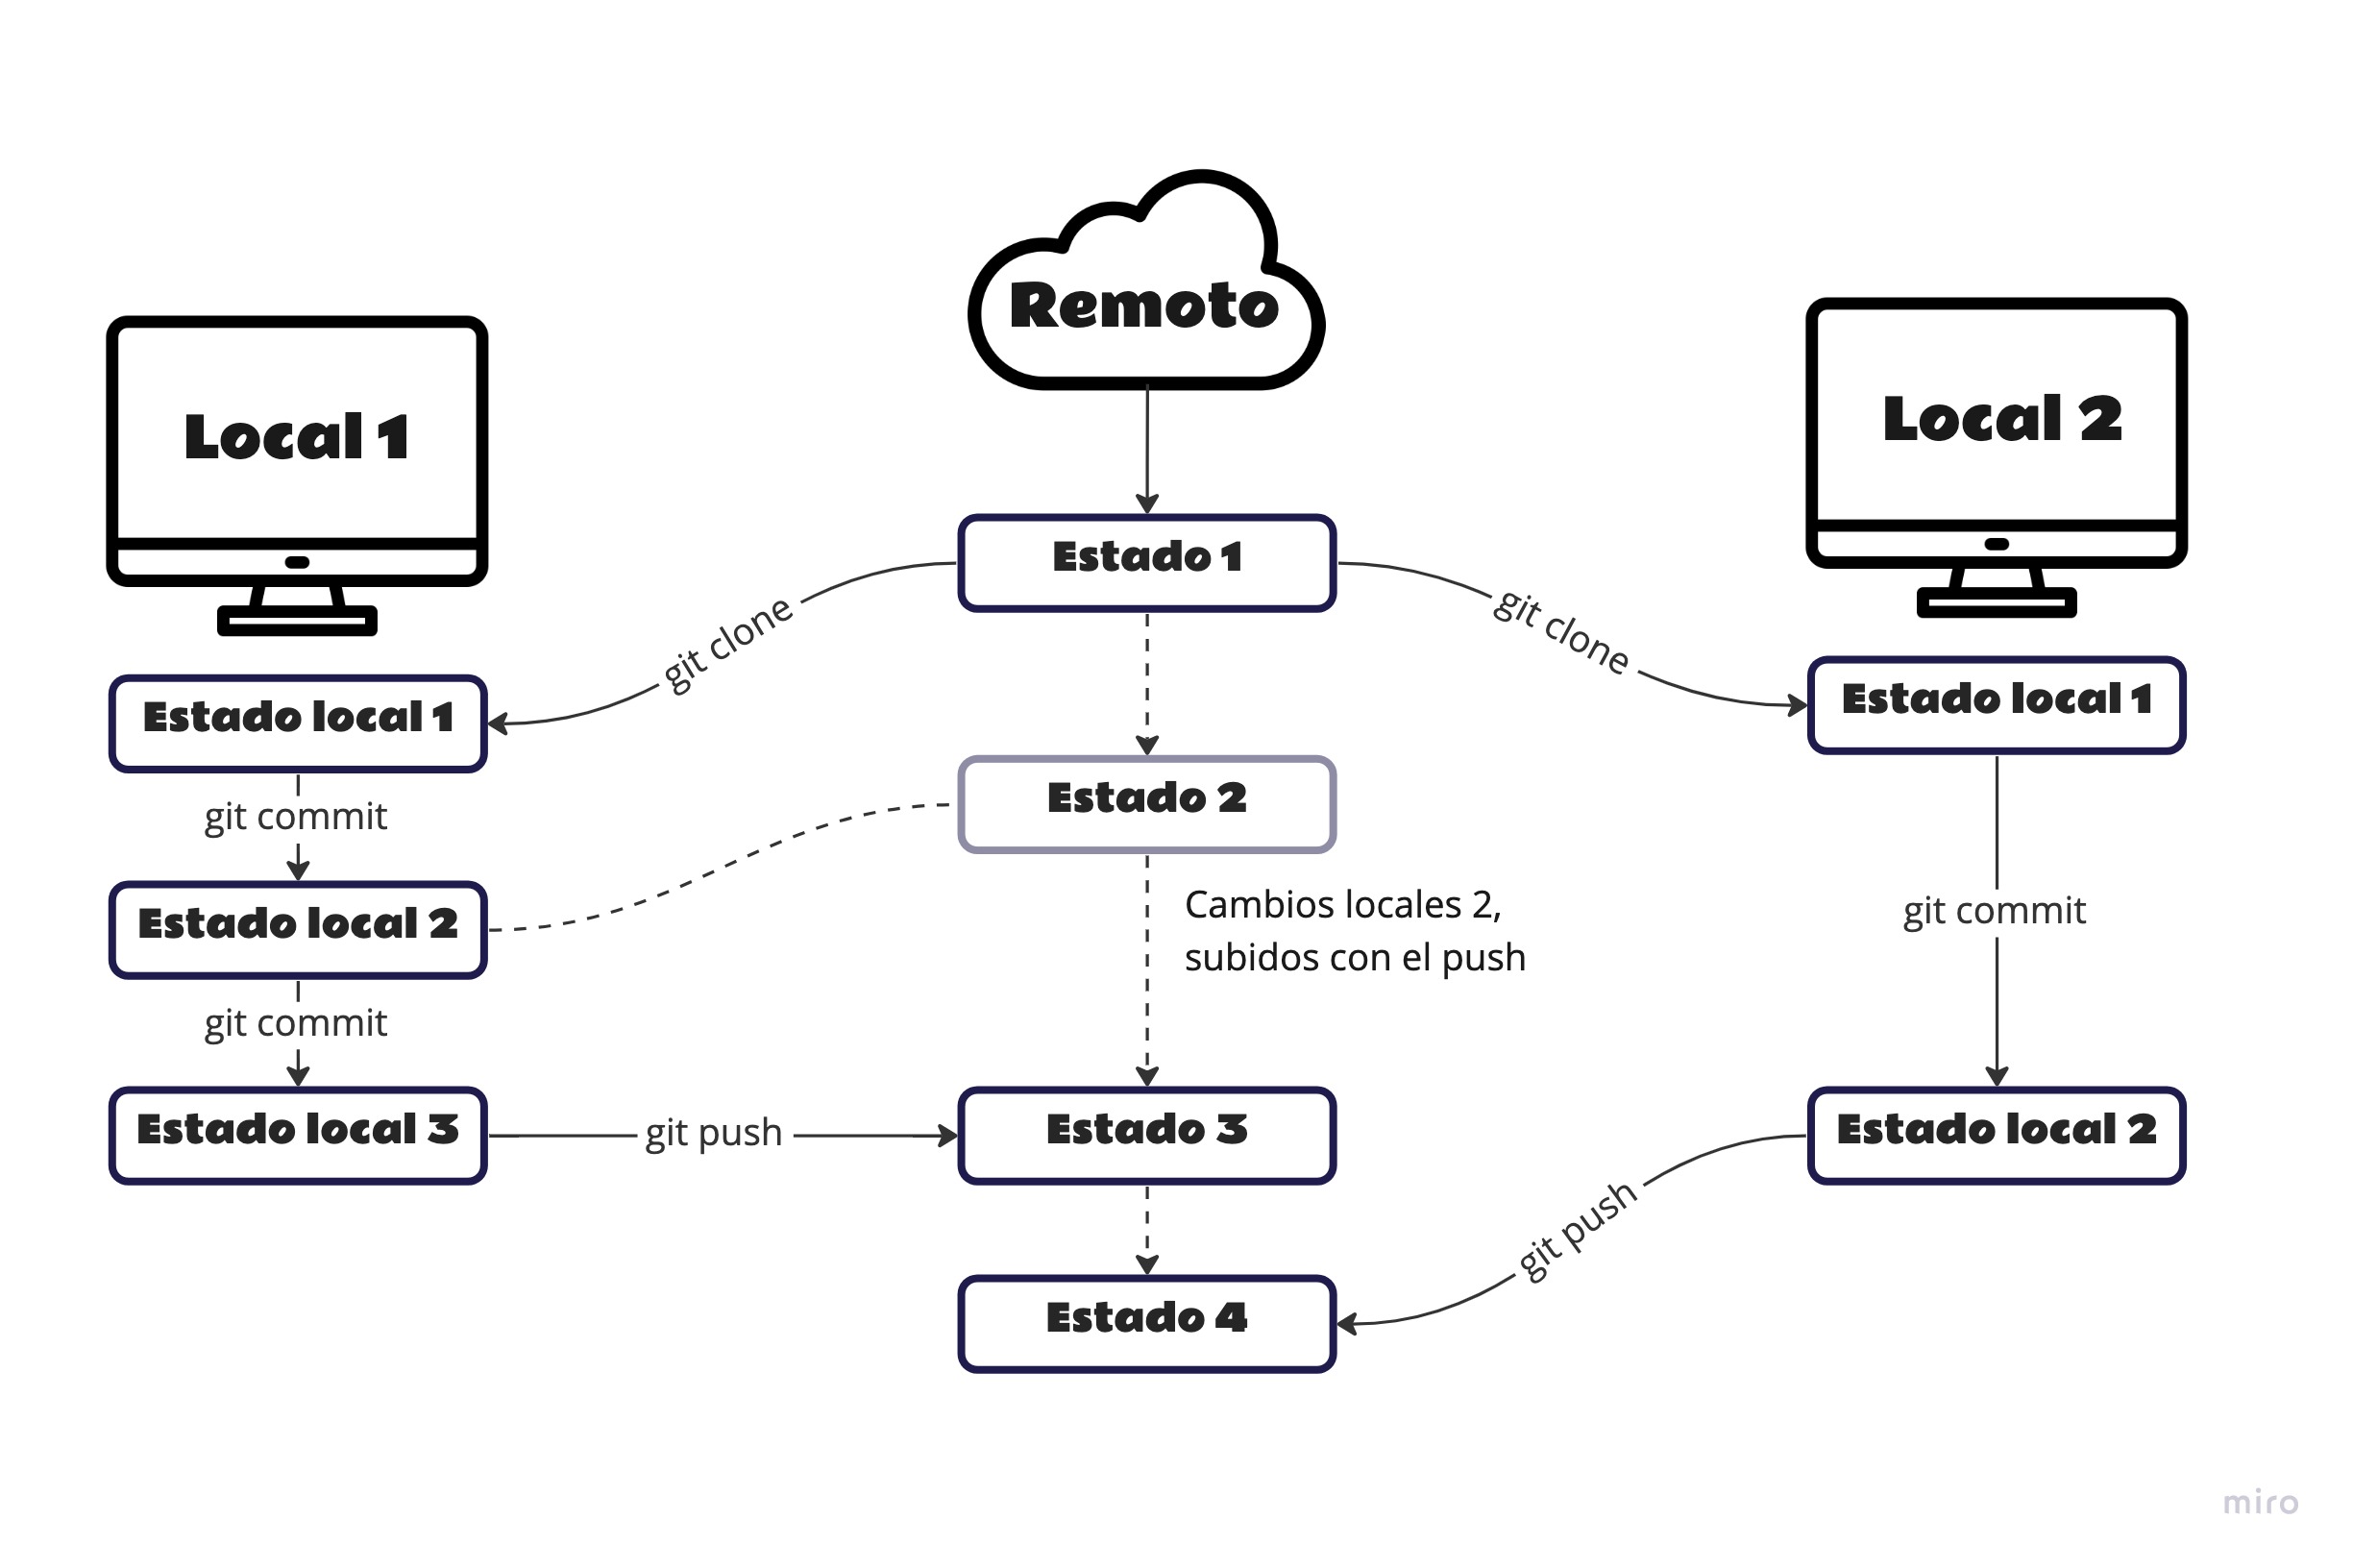 Remoto
Local 1
Local 2
Estado 1
git clone
git clone
Estado local 1
Estado local 1
git commit
Estado 2
Estado local 2
Cambios locales 2,
subidos con el push
git commit
git commit
Estado local 3
git push
Estado 3
Estado local 2
git push
Estado 4
miro